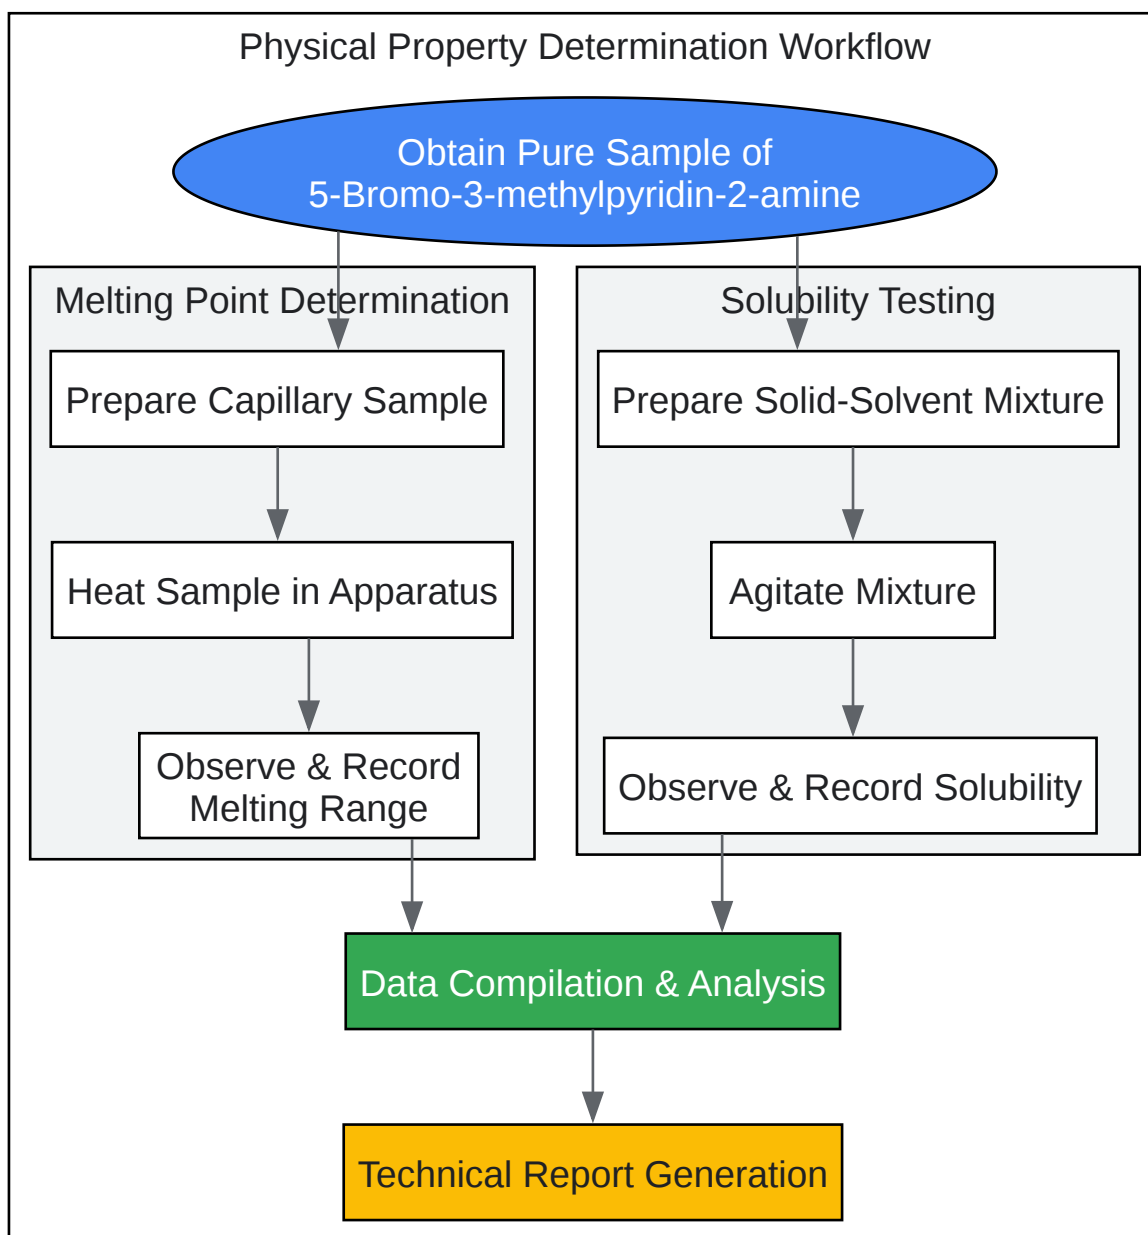 Physical Property Determination Workflow
Obtain Pure Sample of
5-Bromo-3-methylpyridin-2-amine
Melting Point Determination
Prepare Capillary Sample
Heat Sample in Apparatus
Observe & Record
Melting Range
Solubility Testing
Prepare Solid-Solvent Mixture
Agitate Mixture
Observe & Record Solubility
Data Compilation & Analysis
Technical Report Generation